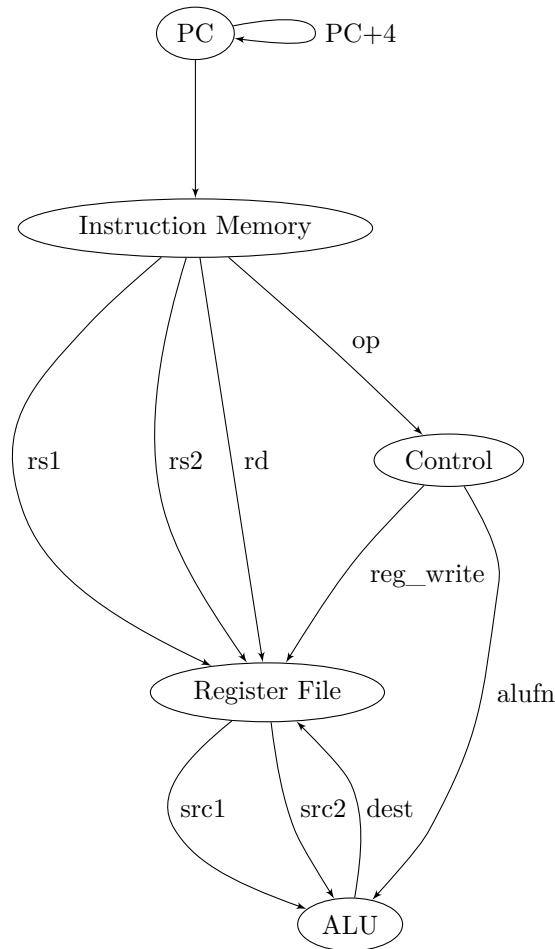 PC
PC+4
Instruction Memory
op
rs1
rs2
rd
Control
reg_write
Register File
alufn
src1
src2
dest
ALU